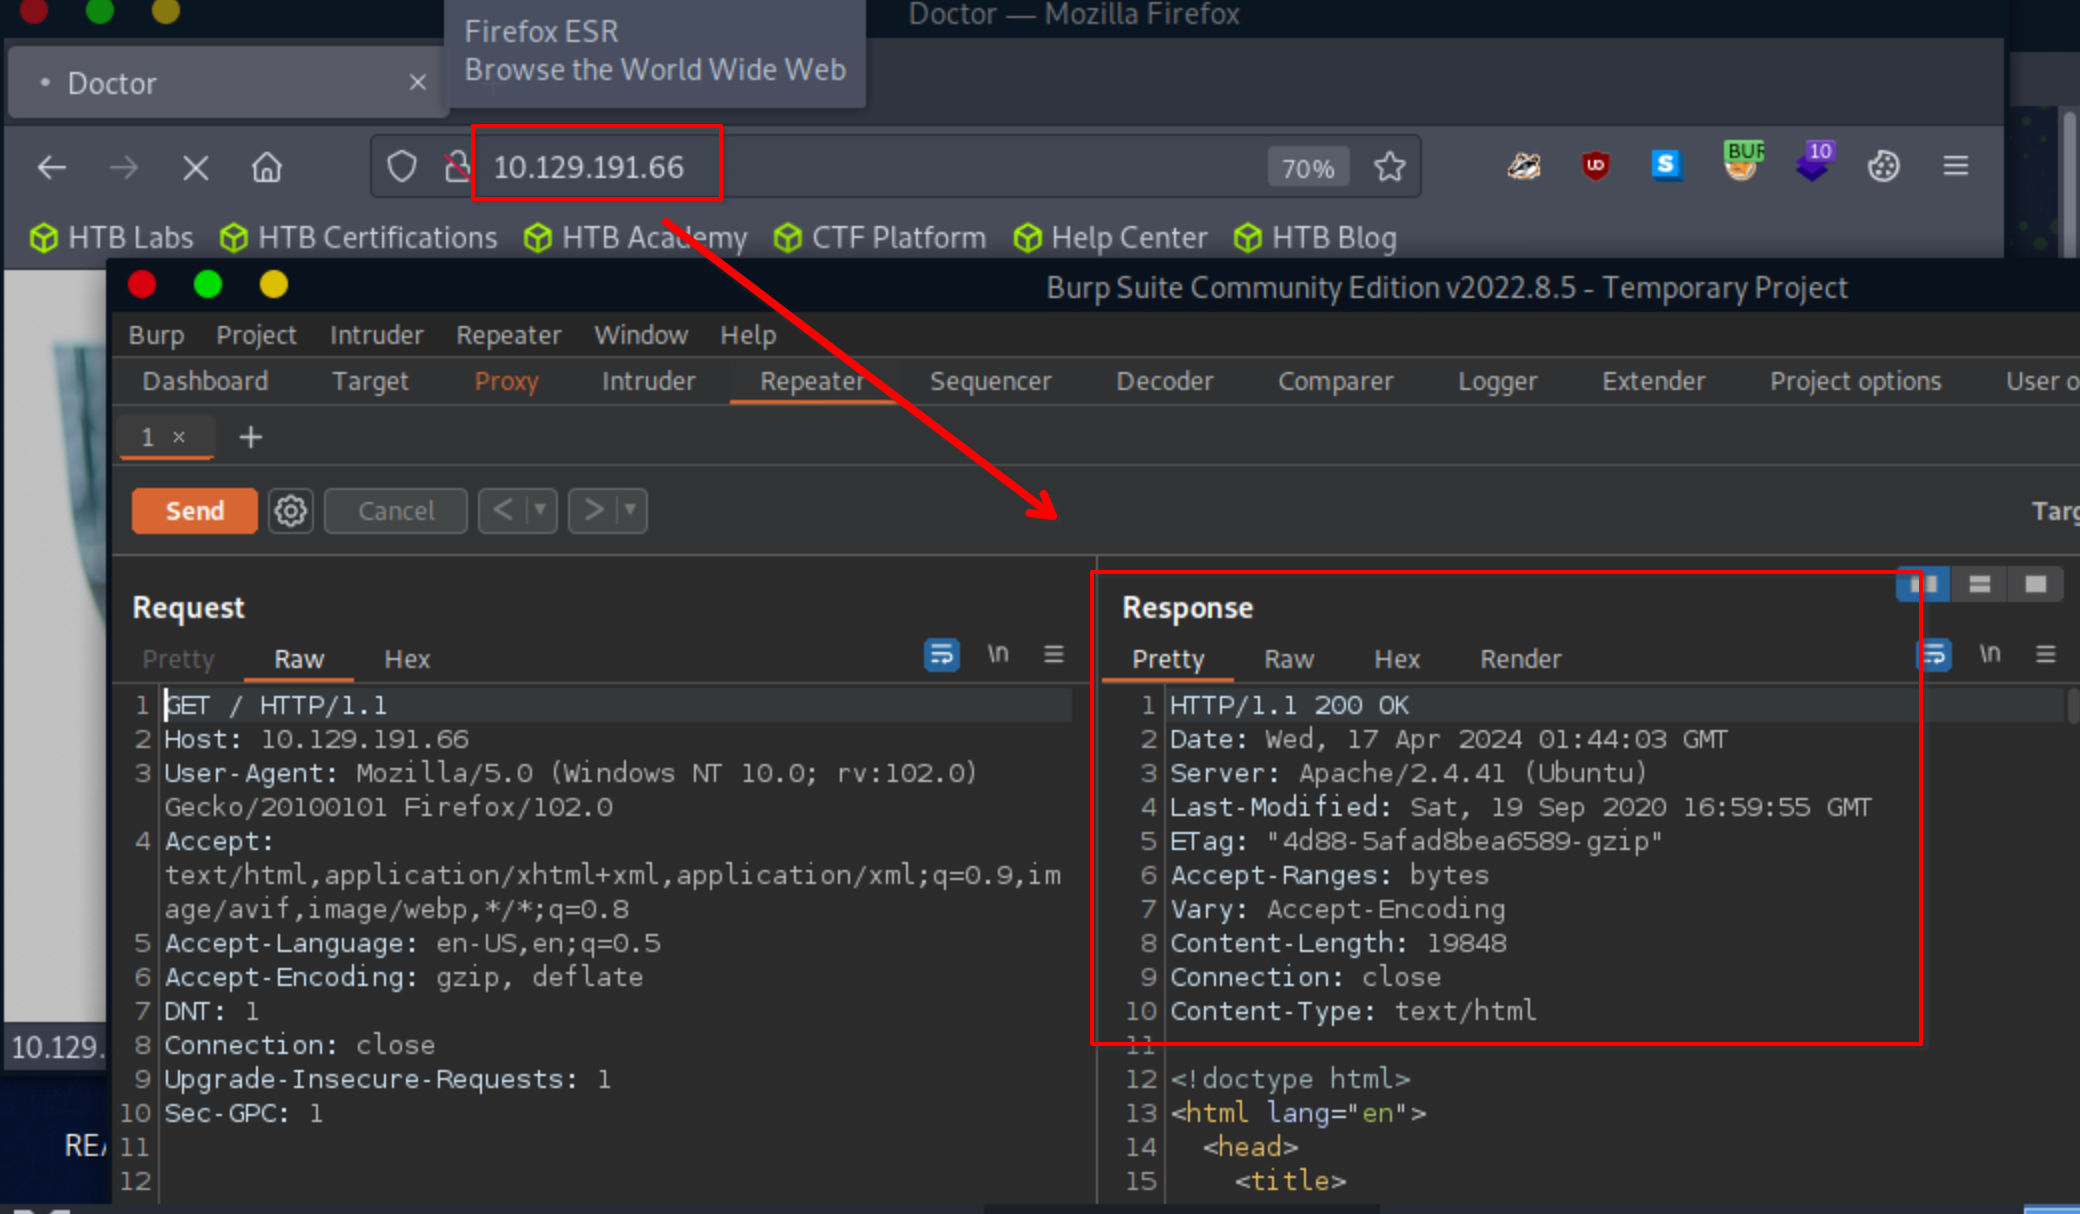 Doctor — Mozilla Firefox
Firefox ESR
Browse the World Wide Web
Doctor
10.129.191.66
70%
BUR
10
HTB Labs HTB Certifications HTB Academy CTF Platform Help Center HTB Blog
Burp Suite Community Edition v2022.8.5 - Temporary Project
Burp Project Intruder Repeater Window Help
Dashboard Target Proxy Intruder Repeater Sequencer Decoder Comparer Logger Extender Project options User o
1 × +
Send Cancel < >
Targ
Request
Pretty Raw Hex
\n
1 GET / HTTP/1.1
2 Host: 10.129.191.66
3 User-Agent: Mozilla/5.0 (Windows NT 10.0; rv:102.0)
Gecko/20100101 Firefox/102.0
4 Accept:
text/html,application/xhtml+xml,application/xml;q=0.9,im
age/avif,image/webp,*/*;q=0.8
5 Accept-Language: en-US,en;q=0.5
6 Accept-Encoding: gzip, deflate
7 DNT: 1
8 Connection: close
9 Upgrade-Insecure-Requests: 1
10 Sec-GPC: 1
11
12
Response
Pretty Raw Hex Render
\n
1 HTTP/1.1 200 OK
2 Date: Wed, 17 Apr 2024 01:44:03 GMT
3 Server: Apache/2.4.41 (Ubuntu)
4 Last-Modified: Sat, 19 Sep 2020 16:59:55 GMT
5 ETag: "4d88-5afad8bea6589-gzip"
6 Accept-Ranges: bytes
7 Vary: Accept-Encoding
8 Content-Length: 19848
9 Connection: close
10 Content-Type: text/html
11
12 <!doctype html>
13 <html lang="en">
14 <head>
15 <title>
10.129.
REA